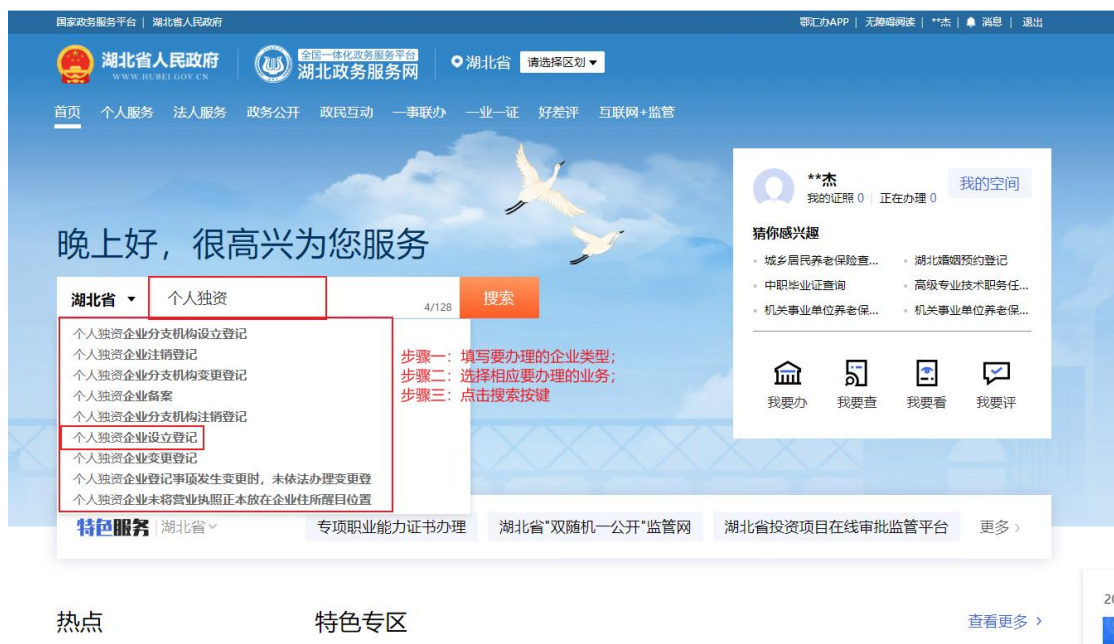 国家政务服务平台 | 湖北省人民政府
鄂汇办APP | 无障碍阅读 | **杰 | 消息 | 退出
湖北省人民政府
WWW.HUBEI.GOV.CN
全国一体化政务服务平台
湖北政务服务网
湖北省 请选择区划
首页 个人服务 法人服务 政务公开 政民互动 一事联办 一业一证 好差评 互联网+监管
**杰
我的证照 0 正在办理 0
我的空间
猜你感兴趣
城乡居民养老保险查... 湖北婚姻预约登记
中职毕业证查询 高级专业技术职务任...
机关事业单位养老保... 机关事业单位养老保...
我要办 我要查 我要看 我要评
晚上好，很高兴为您服务
湖北省 个人独资 4/128 搜索
个人独资企业分支机构设立登记
个人独资企业注销登记
个人独资企业分支机构变更登记
个人独资企业备案
个人独资企业分支机构注销登记
个人独资企业设立登记
个人独资企业变更登记
个人独资企业登记事项发生变更时，未依法办理变更登
个人独资企业未将营业执照正本放在企业住所醒目位置
步骤一：填写要办理的企业类型；
步骤二：选择相应要办理的业务；
步骤三：点击搜索按键
特色服务 湖北省 专项职业能力证书办理 湖北省"双随机一公开"监管网 湖北省投资项目在线审批监管平台 更多
热点 特色专区 查看更多